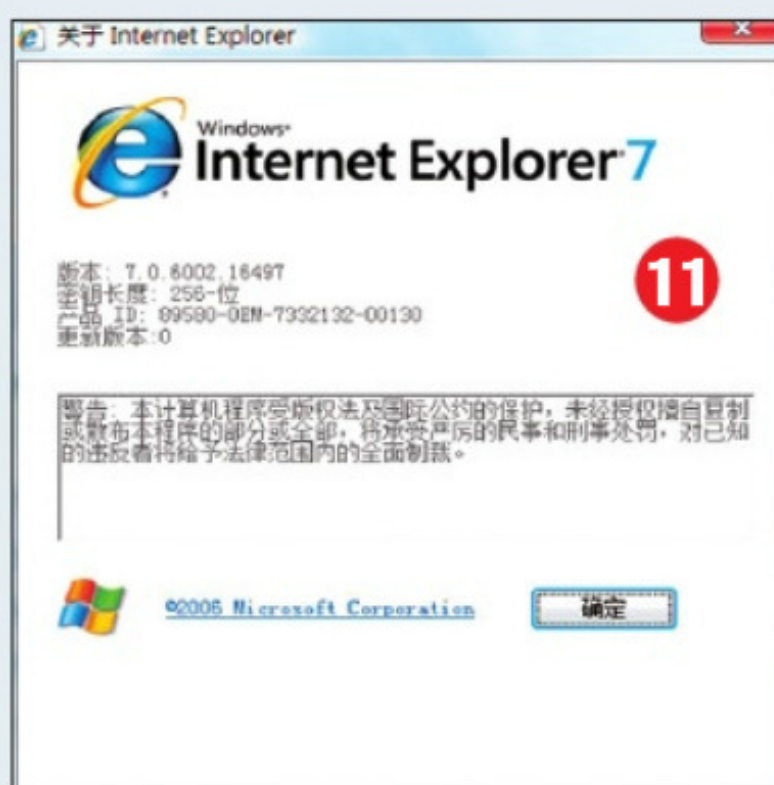 关于 Internet Explorer
Windows
Internet Explorer 7
版本: 7.0.6002.16497
密钥长度: 256-位
产品 ID: 89580-OEM-7332132-00130
更新版本:0
11
警告: 本计算机程序受版权法及国际公约的保护，未经授权擅自复制
或散布本程序的部分或全部，将承受严厉的民事和刑事处罚，对已知
的违反者将给予法律范围内的全面制裁。
©2006 Microsoft Corporation
确定